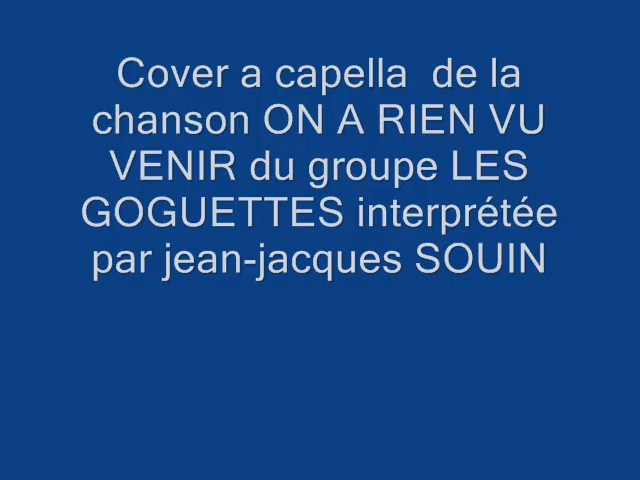 Cover a capella  de la
chanson ON A RIEN VU
VENIR du groupe LES
GOGUETTES interprétée
par jean-jacques SOUIN